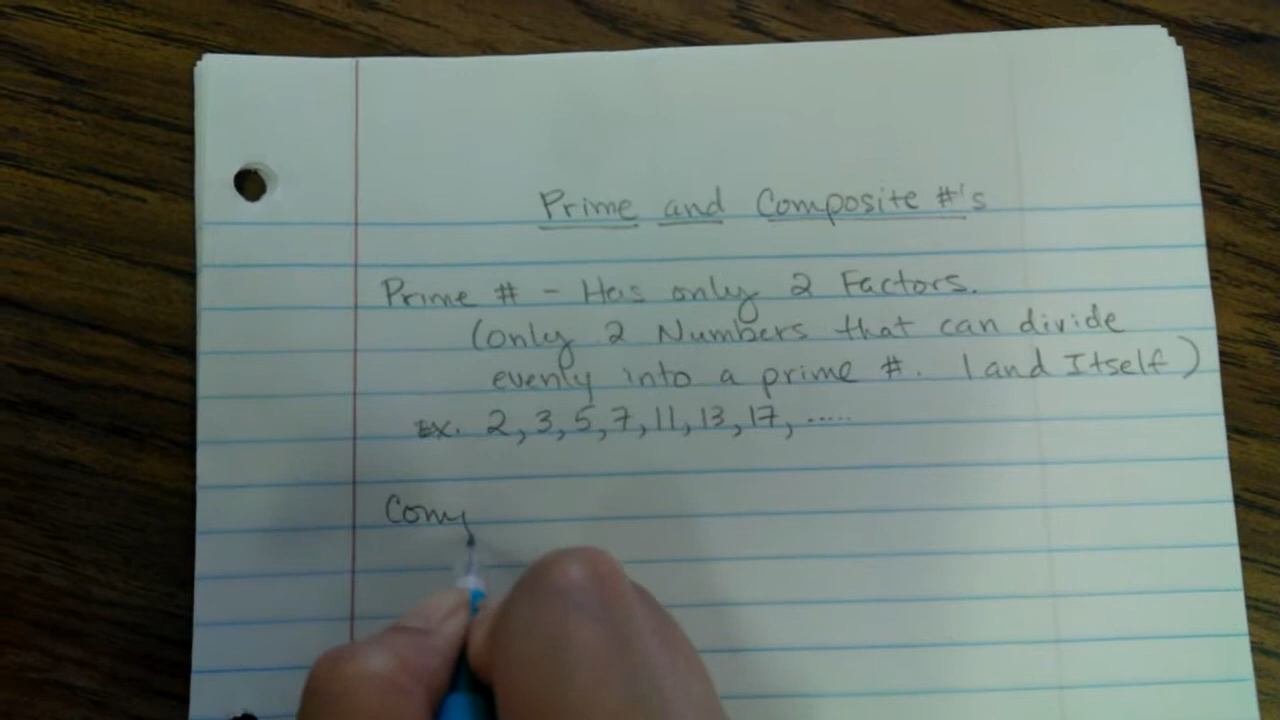 Prime and Composite #'s
Prime # - Has only 2 Factors.
(only 2 Numbers that can divide
evenly into a prime #. 1 and Itself)
Ex. 2, 3, 5, 7, 11, 13, 17, .....
Comp